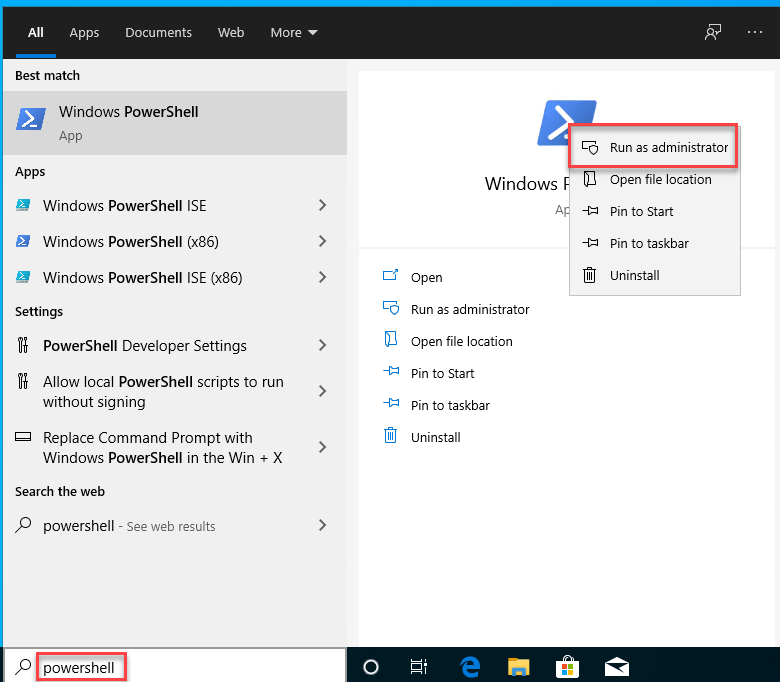 All Apps Documents Web More
Best match
Windows PowerShell
App
Apps
Windows PowerShell ISE
Windows PowerShell (x86)
Windows PowerShell ISE (x86)
Settings
PowerShell Developer Settings
Allow local PowerShell scripts to run
without signing
Replace Command Prompt with
Windows PowerShell in the Win + X
Search the web
powershell - See web results
powershell
Windows
Run as administrator
Open file location
Pin to Start
Pin to taskbar
Uninstall
Open
Run as administrator
Open file location
Pin to Start
Pin to taskbar
Uninstall